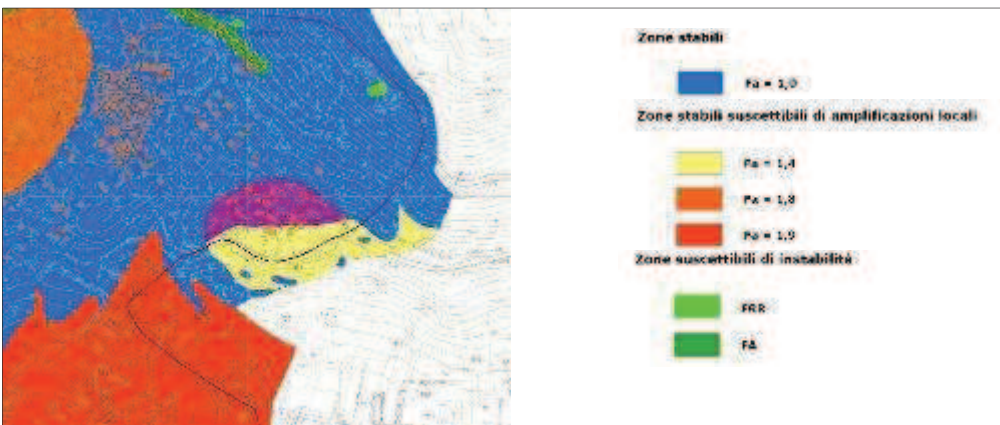 Zone stabili
Fa = 1,0
Zone stabili suscettibili di amplificazioni locali
Fa = 1,4
Fa = 1,8
Fa = 1,9
Zone suscettibili di instabilità
FRR
FA